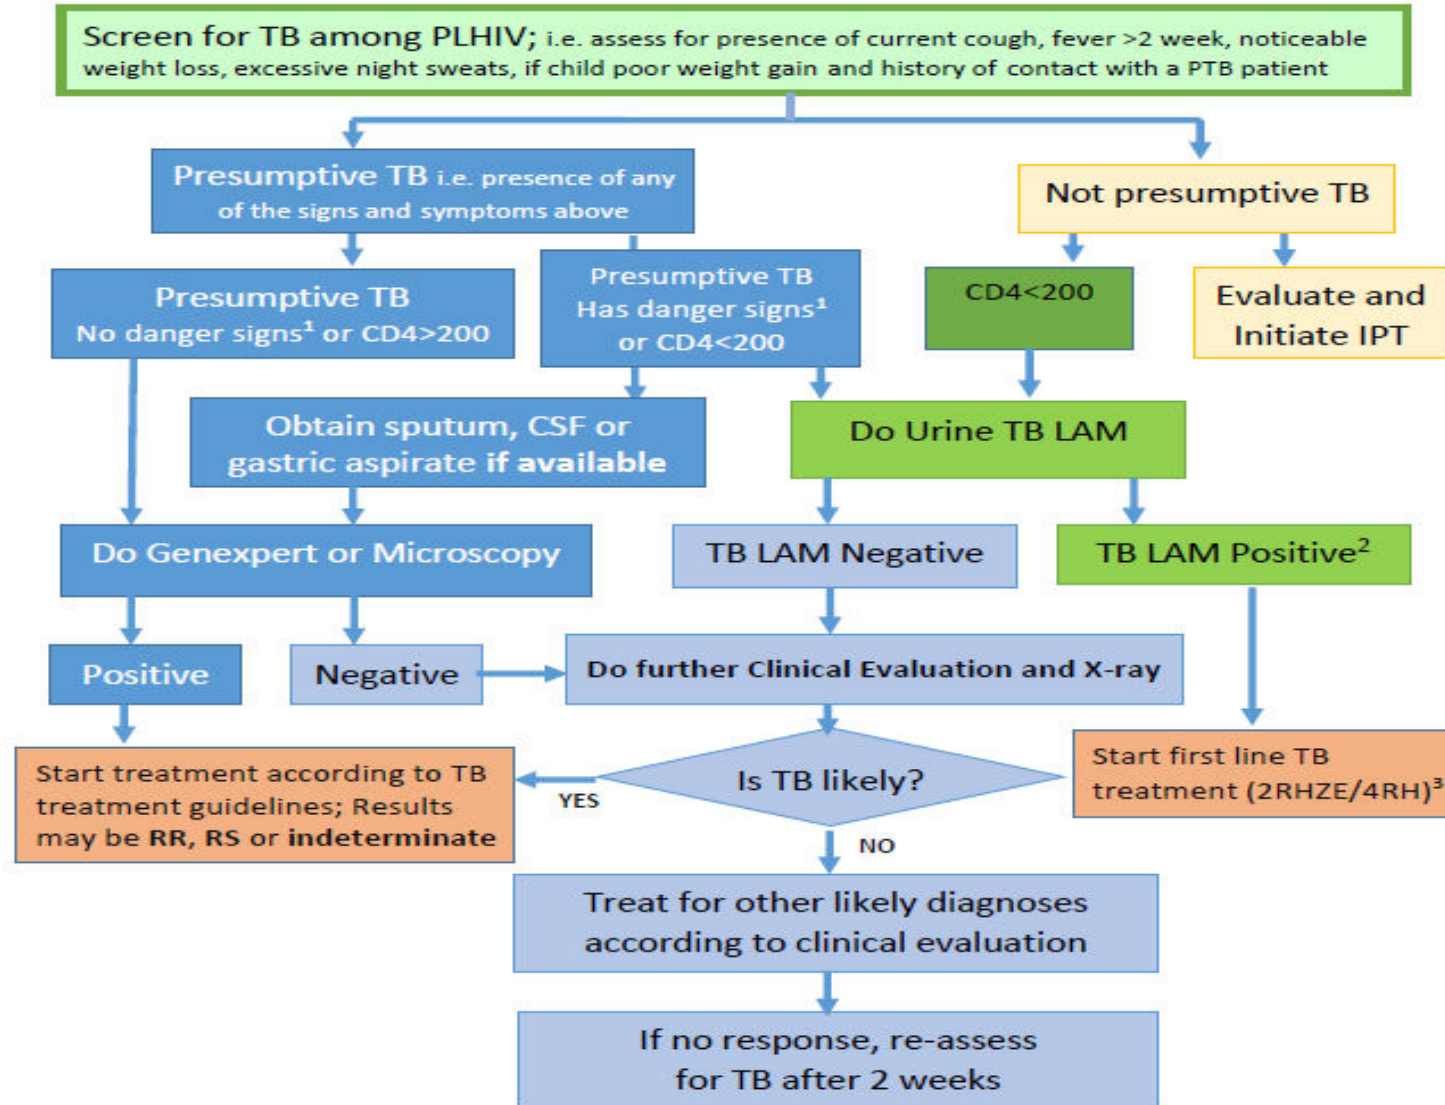 Screen for TB among PLHIV; i.e. assess for presence of current cough, fever >2 week, noticeable
weight loss, excessive night sweats, if child poor weight gain and history of contact with a PTB patient
Presumptive TB i.e. presence of any
of the signs and symptoms above
Not presumptive TB
Presumptive TB
No danger signs¹ or CD4>200
Presumptive TB
Has danger signs¹
or CD4<200
CD4<200
Evaluate and
Initiate IPT
Obtain sputum, CSF or
gastric aspirate if available
Do Urine TB LAM
Do Genexpert or Microscopy
TB LAM Negative
TB LAM Positive²
Positive
Negative
Do further Clinical Evaluation and X-ray
Start treatment according to TB
treatment guidelines; Results
may be RR, RS or indeterminate
YES
Is TB likely?
Start first line TB
treatment (2RHZE/4RH)³
NO
Treat for other likely diagnoses
according to clinical evaluation
If no response, re-assess
for TB after 2 weeks